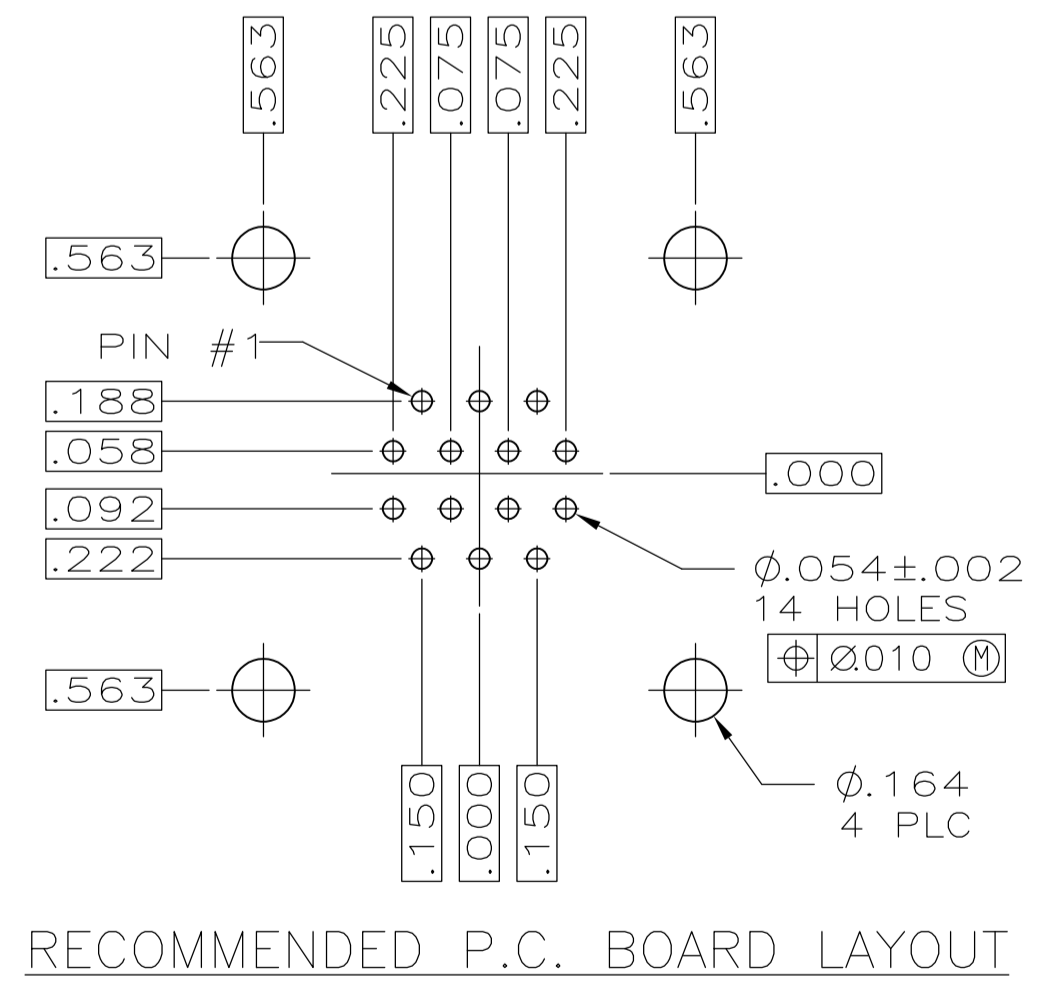 .563 .225 .075 .075 .225 .563
.563
PIN #1
.188
.058
.000
.092
.222
Ø.054±.002
14 HOLES
⌖ Ø.010 Ⓜ
.563
.150 .000 .150
Ø.164
4 PLC
RECOMMENDED P.C. BOARD LAYOUT